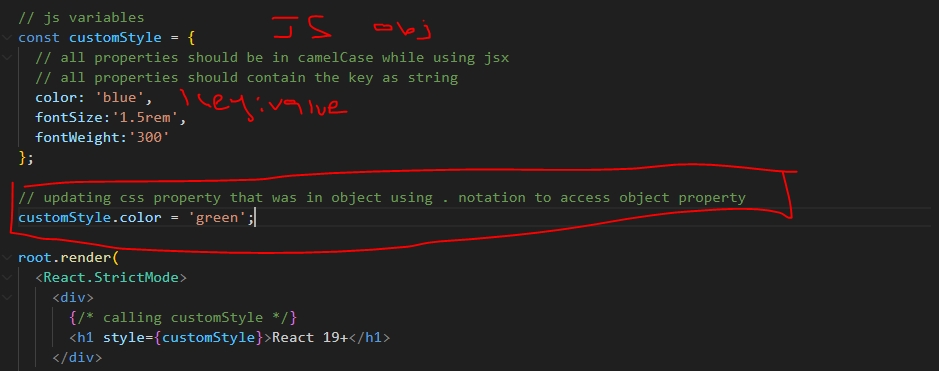 // js variables
JS obj
const customStyle = {
// all properties should be in camelCase while using jsx
// all properties should contain the key as string
color: 'blue',
key:value
fontSize:'1.5rem',
fontWeight:'300'
};
// updating css property that was in object using . notation to access object property
customStyle.color = 'green';
root.render(
<React.StrictMode>
<div>
{/* calling customStyle */}
<h1 style={customStyle}>React 19+</h1>
</div>